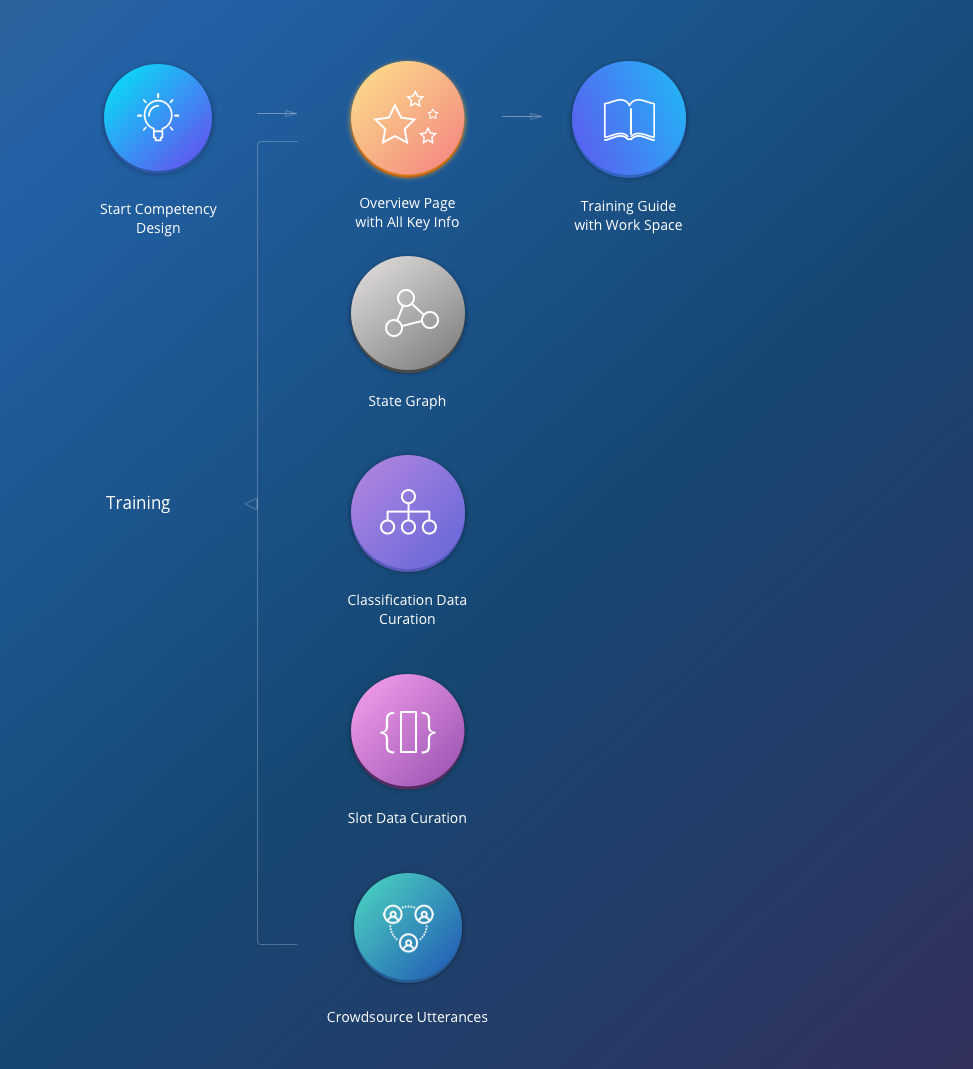 Start Competency
Design
Overview Page
with All Key Info
Training Guide
with Work Space
State Graph
Training
Classification Data
Curation
Slot Data Curation
Crowdsource Utterances